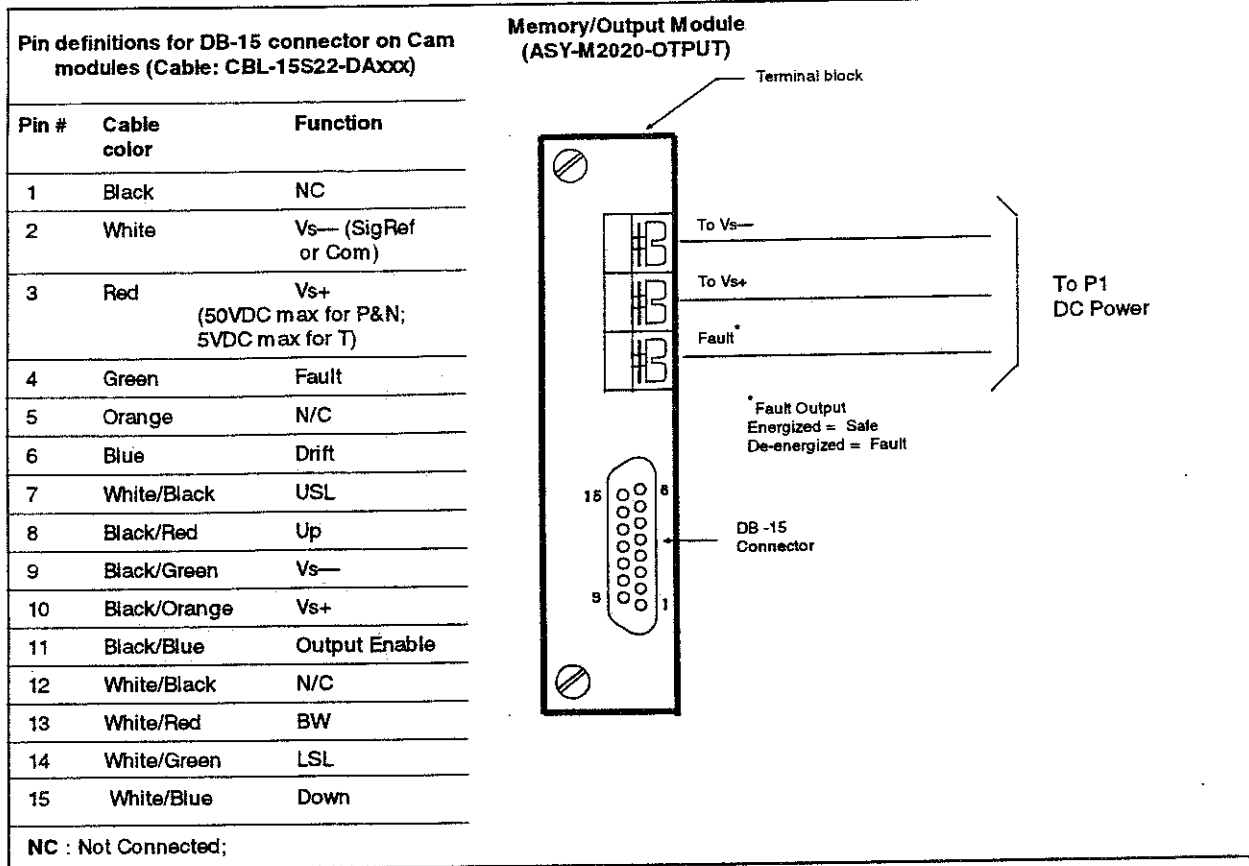 Pin definitions for DB-15 connector on Cam
modules (Cable: CBL-15S22-DAxxx)
Pin # Cable color Function
1 Black NC
2 White Vs— (SigRef or Com)
3 Red Vs+
(50VDC max for P&N;
5VDC max for T)
4 Green Fault
5 Orange N/C
6 Blue Drift
7 White/Black USL
8 Black/Red Up
9 Black/Green Vs—
10 Black/Orange Vs+
11 Black/Blue Output Enable
12 White/Black N/C
13 White/Red BW
14 White/Green LSL
15 White/Blue Down
NC : Not Connected;
Memory/Output Module
(ASY-M2020-OTPUT)
Terminal block
To Vs—
To Vs+
Fault*
To P1
DC Power
*Fault Output
Energized = Safe
De-energized = Fault
15 8
9 1
DB -15
Connector